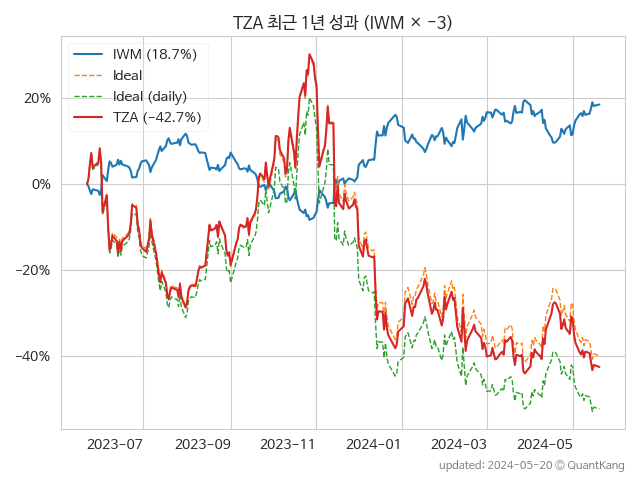 TZA 최근 1년 성과 (IWM × −3)
IWM (18.7%)
Ideal
Ideal (daily)
TZA (−42.7%)
20%
0%
−20%
−40%
2023-07
2023-09
2023-11
2024-01
2024-03
2024-05
updated: 2024-05-20 © QuantKang